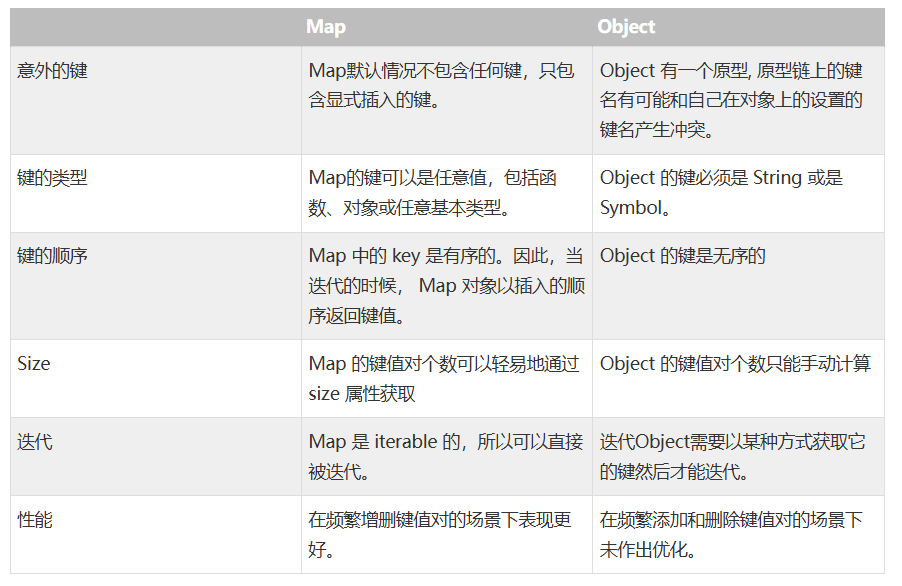 Map Object
意外的键
Map默认情况不包含任何键，只包
含显式插入的键。
Object 有一个原型, 原型链上的键
名有可能和自己在对象上的设置的
键名产生冲突。
键的类型
Map的键可以是任意值，包括函
数、对象或任意基本类型。
Object 的键必须是 String 或是
Symbol。
键的顺序
Map 中的 key 是有序的。因此，当
迭代的时候， Map 对象以插入的顺
序返回键值。
Object 的键是无序的
Size
Map 的键值对个数可以轻易地通过
size 属性获取
Object 的键值对个数只能手动计算
迭代
Map 是 iterable 的，所以可以直接
被迭代。
迭代Object需要以某种方式获取它
的键然后才能迭代。
性能
在频繁增删键值对的场景下表现更
好。
在频繁添加和删除键值对的场景下
未作出优化。